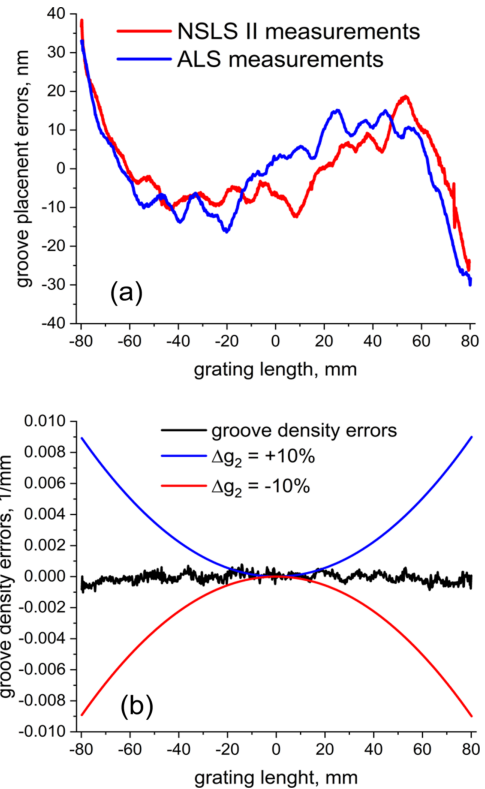 40
30
20
10
0
-10
-20
-30
-40
groove placenent errors, nm
NSLS II measurements
ALS measurements
(a)
-80 -60 -40 -20 0 20 40 60 80
grating length, mm
0.010
0.008
0.006
0.004
0.002
0.000
-0.002
-0.004
-0.006
-0.008
-0.010
groove density errrors, 1/mm
groove density errors
Δg2 = +10%
Δg2 = -10%
(b)
-80 -60 -40 -20 0 20 40 60 80
grating lenght, mm